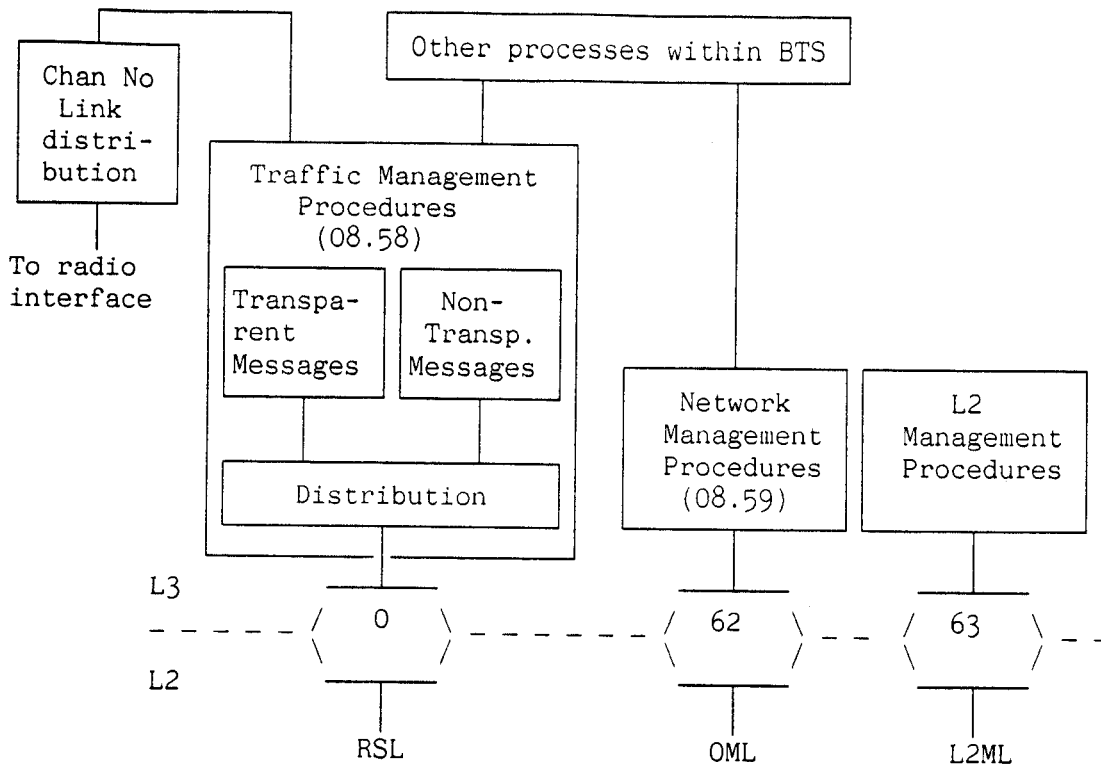 Other processes within BTS
Chan No
Link
distri-
bution
To radio
interface
Traffic Management
Procedures
(08.58)
Transpa-
rent
Messages
Non-
Transp.
Messages
Distribution
Network
Management
Procedures
(08.59)
L2
Management
Procedures
L3
0
62
63
L2
RSL
OML
L2ML